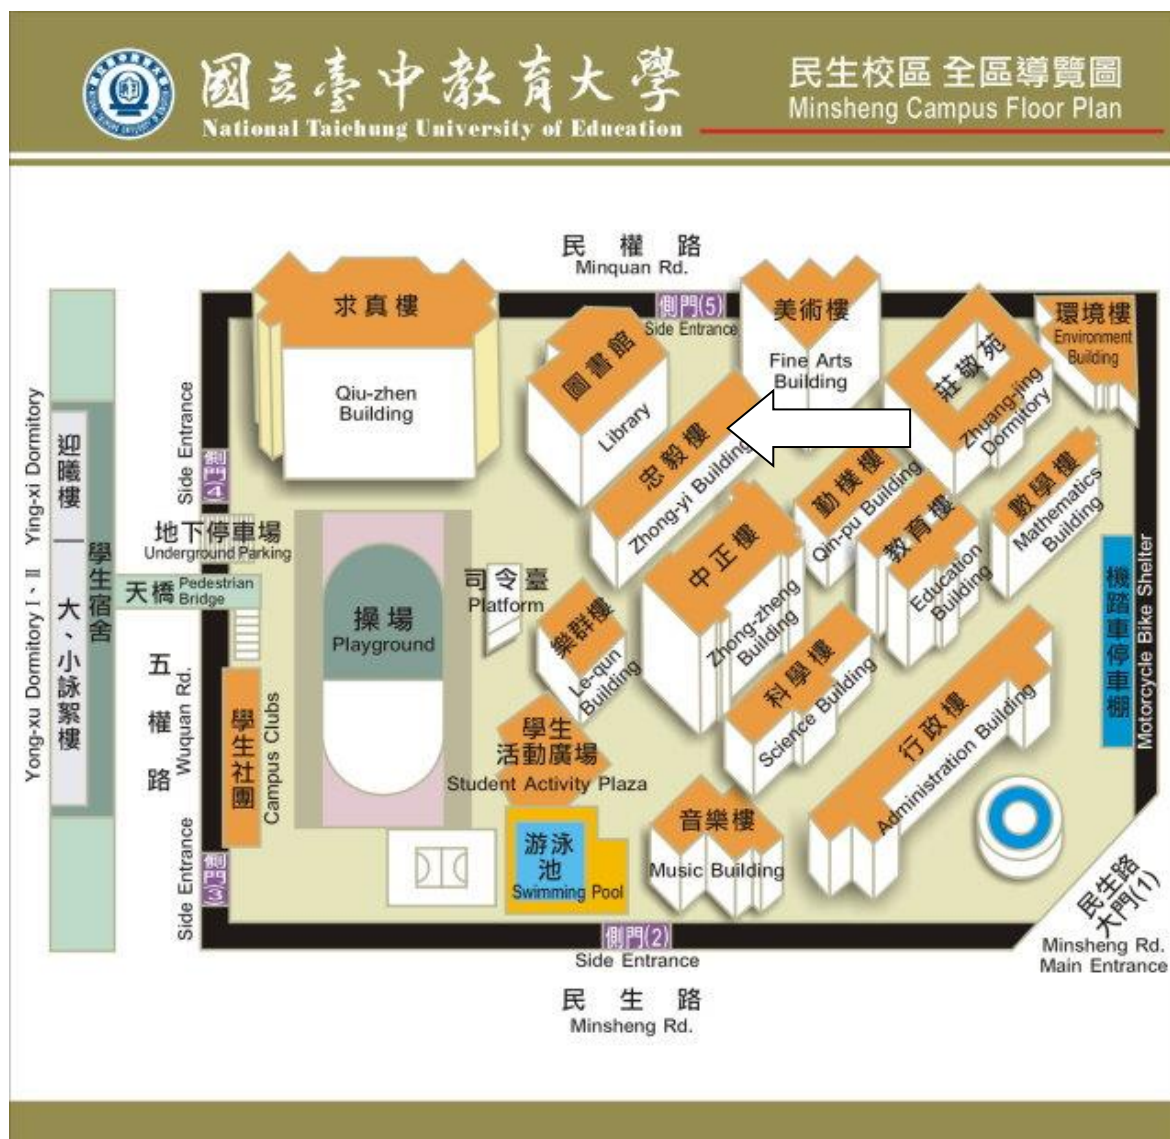 國立臺中教育大學
National Taichung University of Education
民生校區 全區導覽圖
Minsheng Campus Floor Plan
民權路
Minquan Rd.
側門(5)
Side Entrance
求真樓
Qiu-zhen
Building
圖書館
Library
美術樓
Fine Arts
Building
莊敬苑
Zhuang-jing
Dormitory
環境樓
Environment
Building
忠毅樓
Zhong-yi Building
勤樸樓
Qin-pu Building
教育樓
Education
Building
數學樓
Mathematics
Building
中正樓
Zhong-zheng
Building
Side Entrance
側門(4)
地下停車場
Underground Parking
天橋
Pedestrian
Bridge
迎曦樓
Ying-xi Dormitory
大、小詠絮樓
Yong-xu Dormitory I、II
學生宿舍
五權路
Wuquan Rd.
學生社團
Campus Clubs
操場
Playground
司令臺
Platform
樂群樓
Le-qun
Building
科學樓
Science Building
行政樓
Administration Building
機踏車停車棚
Motorcycle Bike Shelter
學生
活動廣場
Student Activity Plaza
游泳
池
Swimming Pool
音樂樓
Music Building
Side Entrance
側門(3)
側門(2)
Side Entrance
民生路
大門(1)
Minsheng Rd.
Main Entrance
民生路
Minsheng Rd.